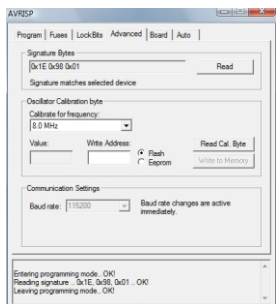 AVRISP
Program Fuses LockBits Advanced Board Auto
Signature Bytes
0x1E 0x98 0x01 Read
Signature matches selected device
Oscillator Calibration byte
Calibrate for frequency:
8.0 MHz
Value: Write Address: Flash Eeprom Read Cal. Byte
Write to Memory
Communication Settings
Baud rate: 115200 Baud rate changes are active immediately.
Entering programming mode.. OK!
Reading signature .. 0x1E, 0x98, 0x01 .. OK!
Leaving programming mode.. OK!